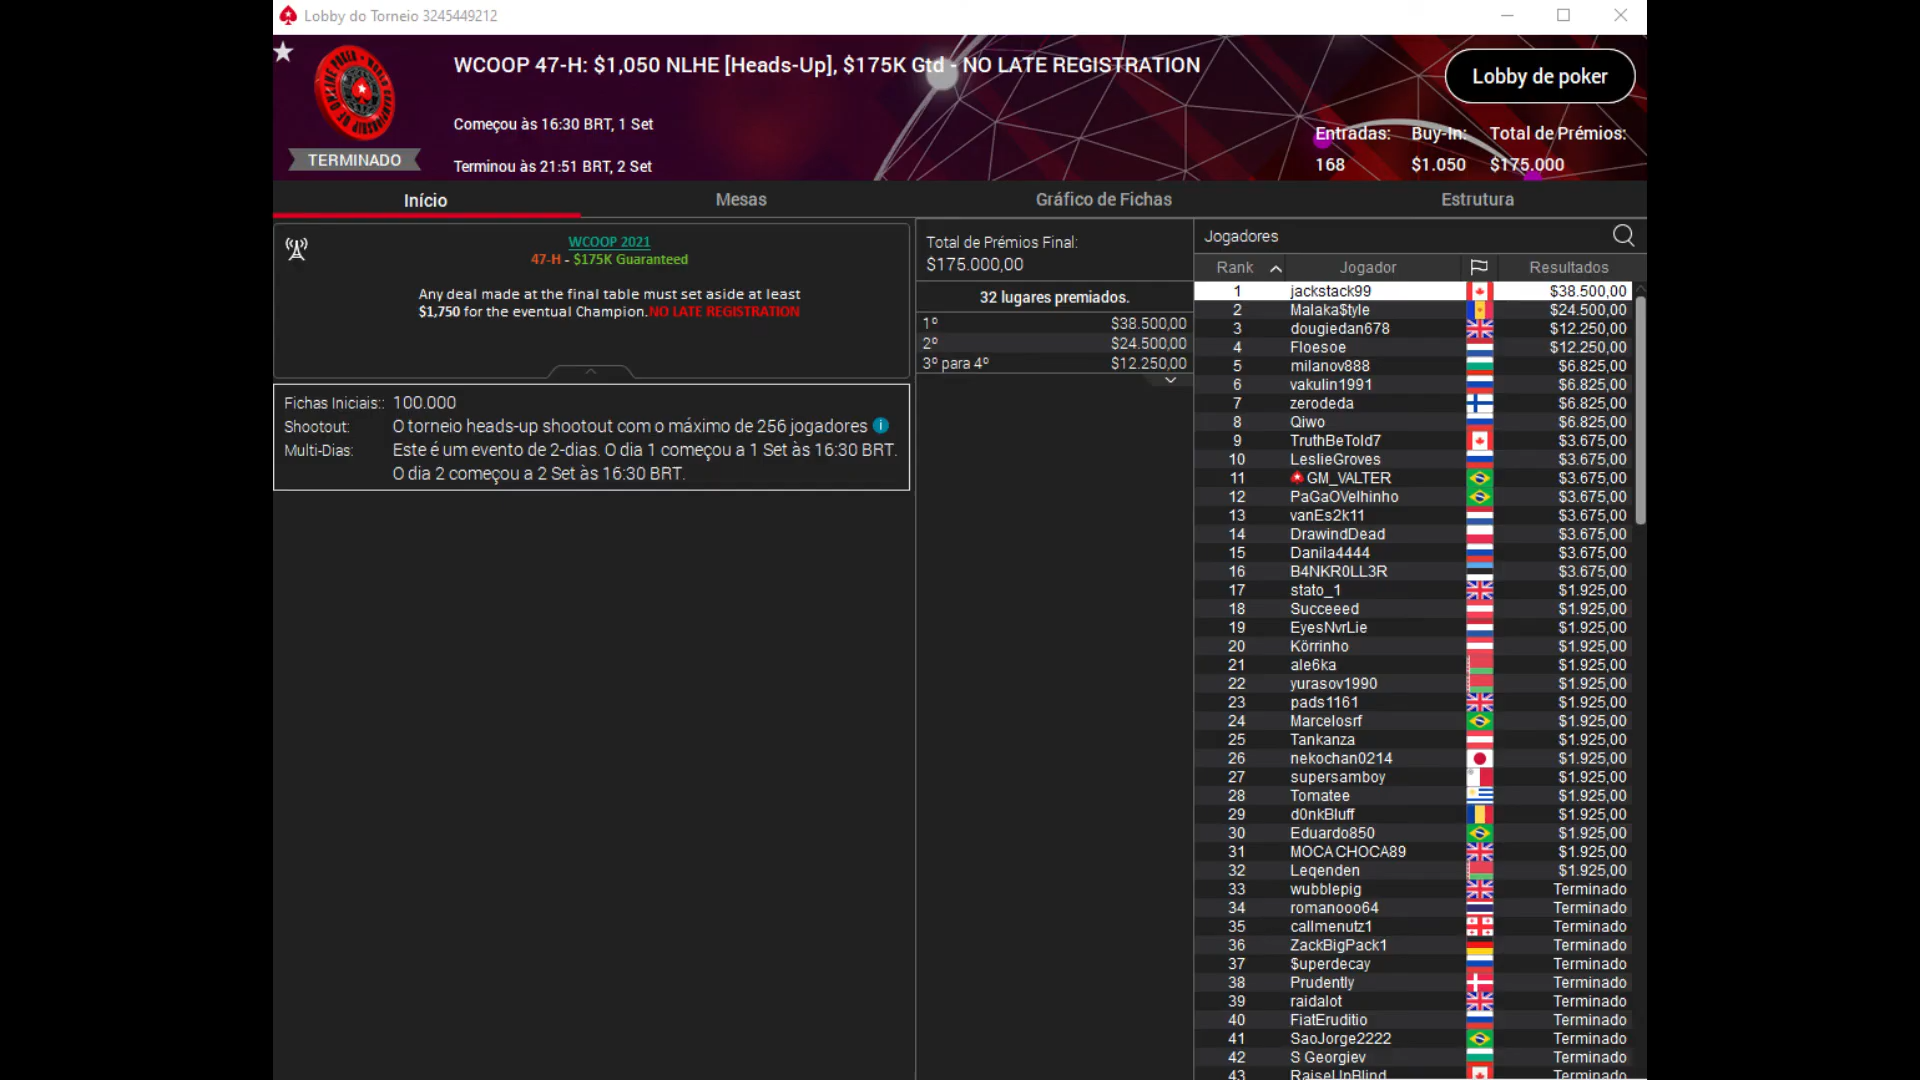 Lobby do Torneio 3245449212
WCOOP 47-H: $1,050 NLHE [Heads-Up], $175K Gtd - NO LATE REGISTRATION
Lobby de poker
Começou às 16:30 BRT, 1 Set
Entradas: Buy-In: Total de Prémios:
TERMINADO
Terminou às 21:51 BRT, 2 Set
168 $1.050 $175.000
Início Mesas Gráfico de Fichas Estrutura
WCOOP 2021
47-H - $175K Guaranteed
Any deal made at the final table must set aside at least
$1,750 for the eventual Champion.NO LATE REGISTRATION
Fichas Iniciais:: 100.000
Shootout: O torneio heads-up shootout com o máximo de 256 jogadores
Multi-Dias: Este é um evento de 2-dias. O dia 1 começou a 1 Set às 16:30 BRT.
O dia 2 começou a 2 Set às 16:30 BRT.
Total de Prémios Final:
$175.000,00
32 lugares premiados.
1º $38.500,00
2º $24.500,00
3º para 4º $12.250,00
Jogadores
Rank Jogador Resultados
1 jackstack99 $38.500,00
2 Malaka$tyle $24.500,00
3 dougiedan678 $12.250,00
4 Floesoe $12.250,00
5 milanov888 $6.825,00
6 vakulin1991 $6.825,00
7 zerodeda $6.825,00
8 Qiwo $6.825,00
9 TruthBeTold7 $3.675,00
10 LeslieGroves $3.675,00
11 GM_VALTER $3.675,00
12 PaGaOVelhinho $3.675,00
13 vanEs2k11 $3.675,00
14 DrawindDead $3.675,00
15 Danila4444 $3.675,00
16 B4NKR0LL3R $3.675,00
17 stato_1 $1.925,00
18 Succeeed $1.925,00
19 EyesNvrLie $1.925,00
20 Körrinho $1.925,00
21 ale6ka $1.925,00
22 yurasov1990 $1.925,00
23 pads1161 $1.925,00
24 Marcelosrf $1.925,00
25 Tankanza $1.925,00
26 nekochan0214 $1.925,00
27 supersamboy $1.925,00
28 Tomatee $1.925,00
29 d0nkBluff $1.925,00
30 Eduardo850 $1.925,00
31 MOCA CHOCA89 $1.925,00
32 Leqenden $1.925,00
33 wubblepig Terminado
34 romanooo64 Terminado
35 callmenutz1 Terminado
36 ZackBigPack1 Terminado
37 $uperdecay Terminado
38 Prudently Terminado
39 raidalot Terminado
40 FiatEruditio Terminado
41 SaoJorge2222 Terminado
42 S Georgiev Terminado
43 RaiseUpBlind Terminado